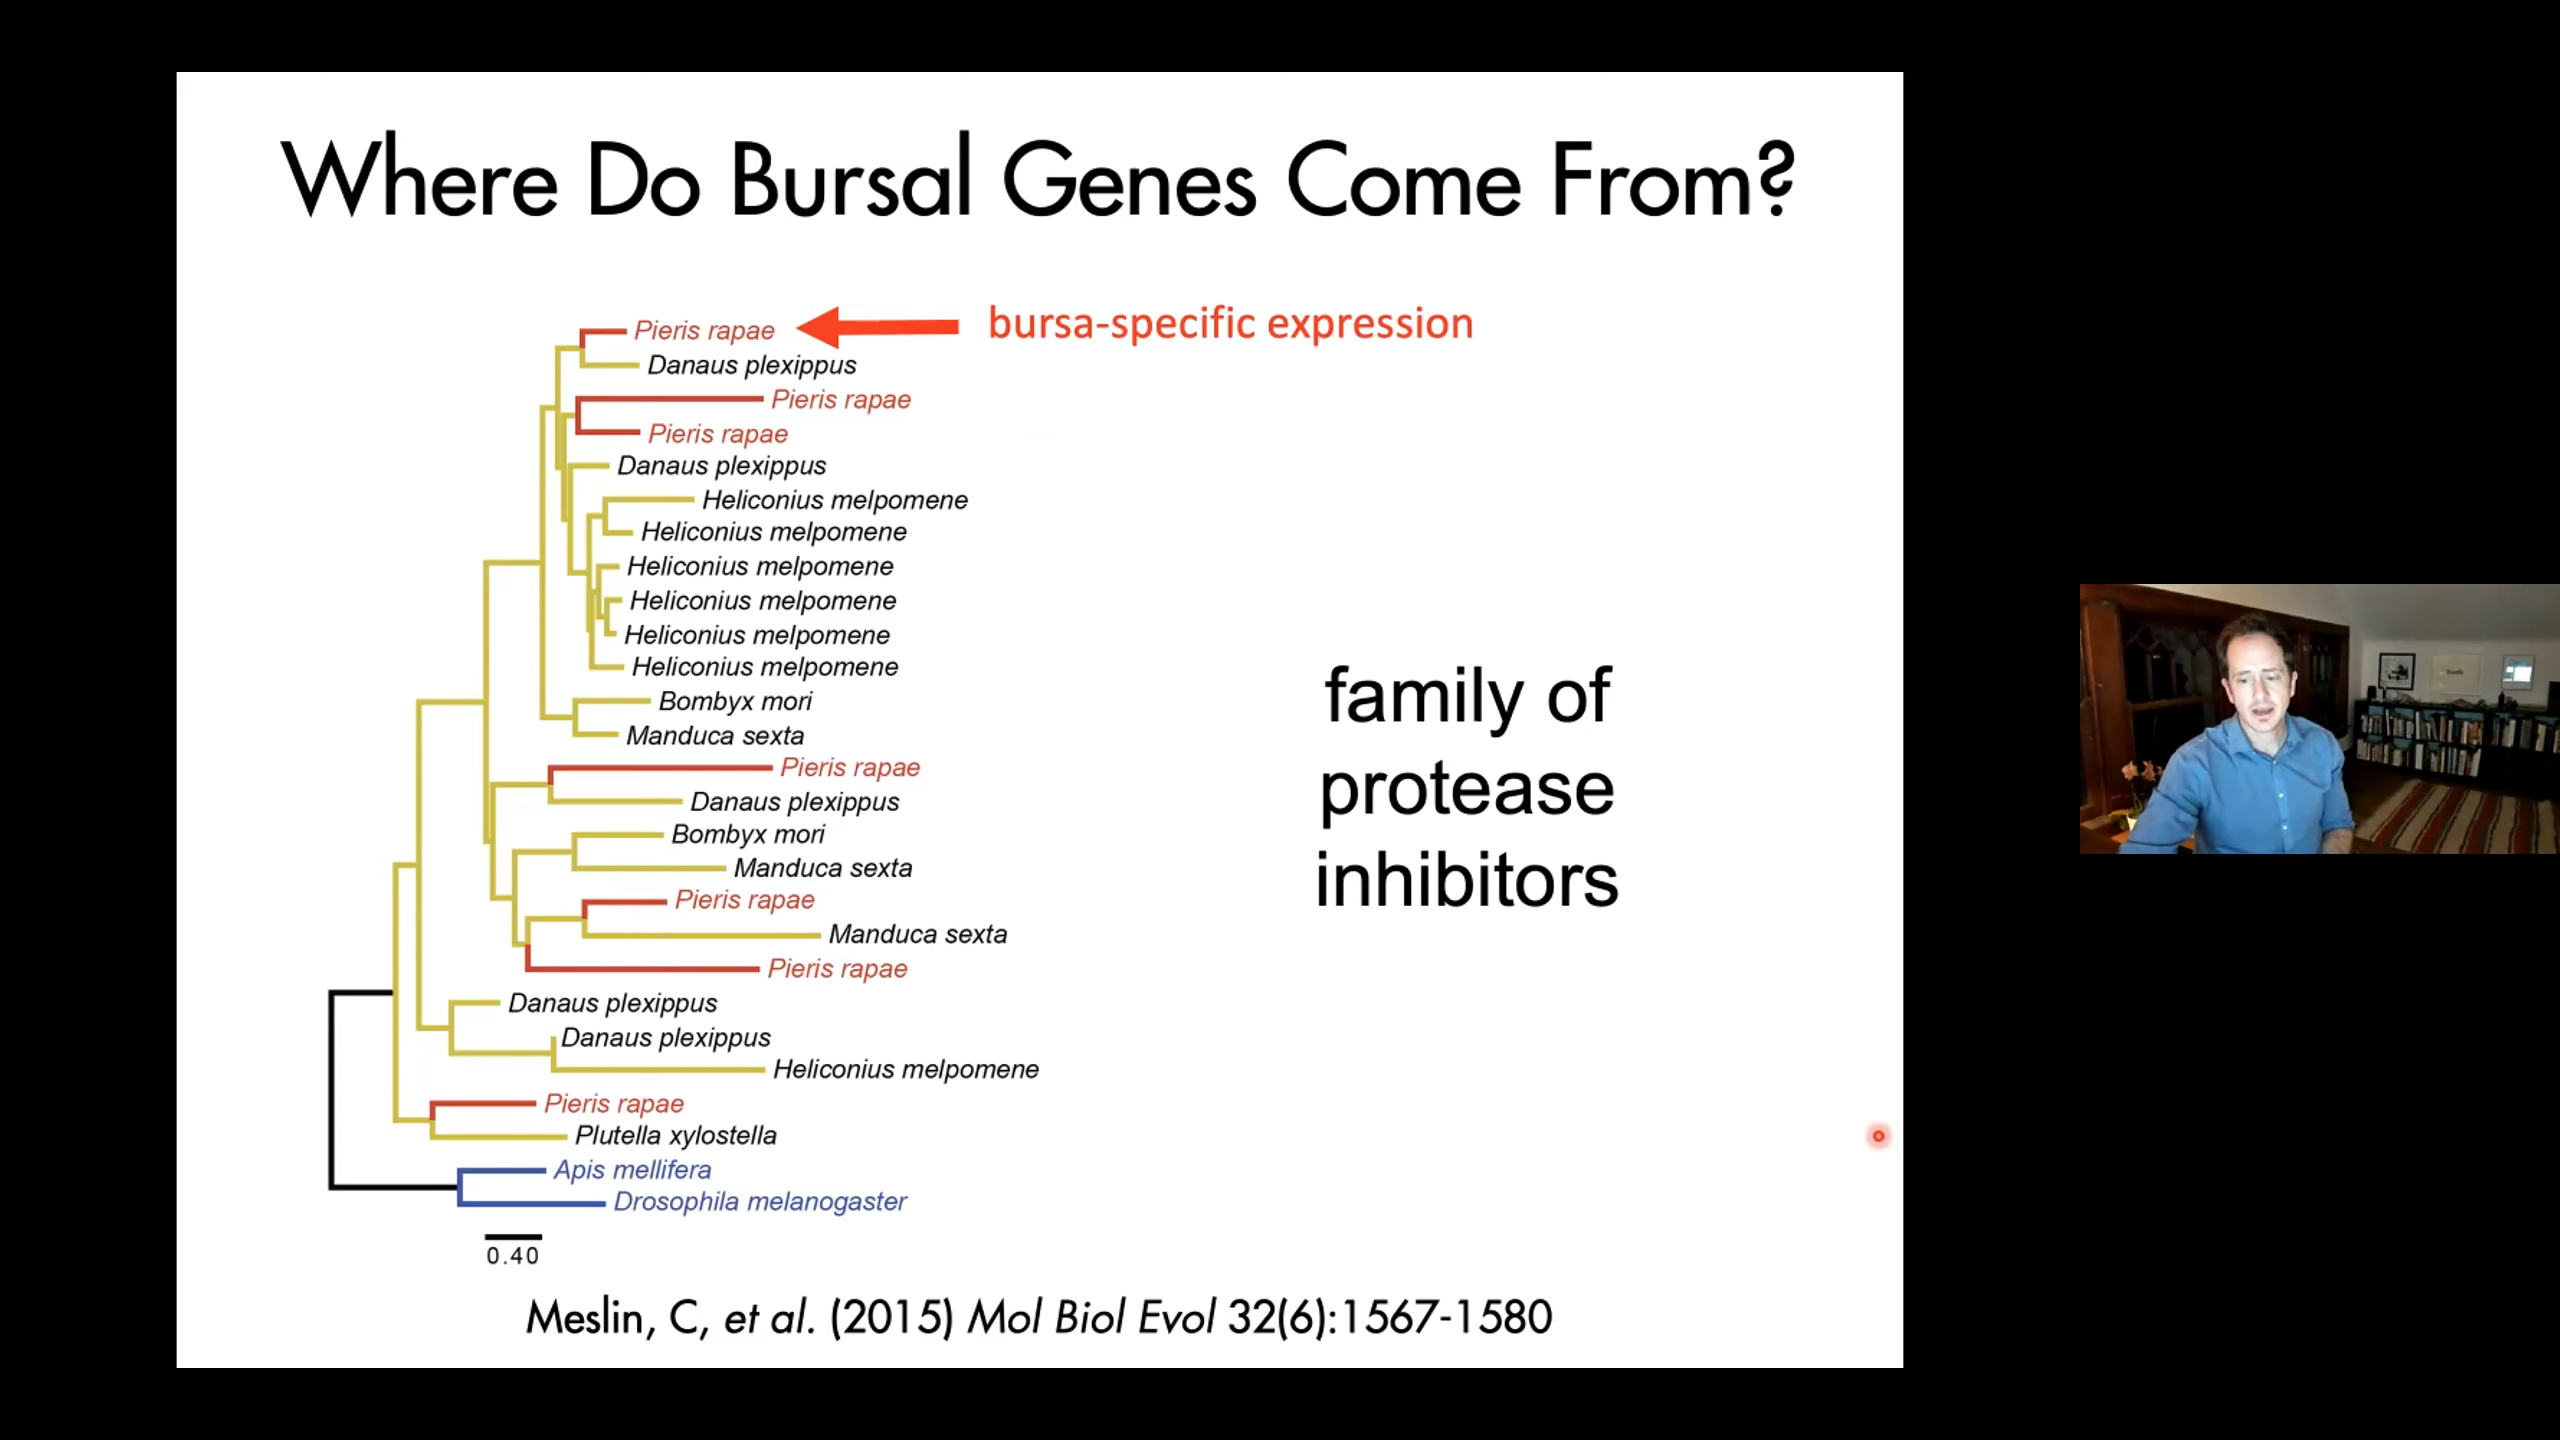 Where Do Bursal Genes Come From?
Pieris rapae
bursa-specific expression
Danaus plexippus
Pieris rapae
Pieris rapae
Danaus plexippus
Heliconius melpomene
Heliconius melpomene
Heliconius melpomene
Heliconius melpomene
Heliconius melpomene
Heliconius melpomene
Bombyx mori
Manduca sexta
Pieris rapae
Danaus plexippus
Bombyx mori
Manduca sexta
Pieris rapae
Manduca sexta
Pieris rapae
Danaus plexippus
Danaus plexippus
Heliconius melpomene
Pieris rapae
Plutella xylostella
Apis mellifera
Drosophila melanogaster
0.40
family of
protease
inhibitors
Meslin, C, et al. (2015) Mol Biol Evol 32(6):1567-1580